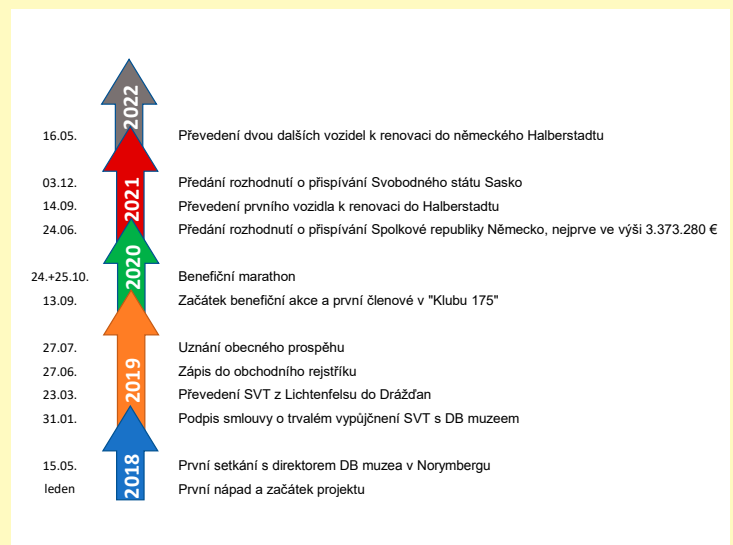 2022
16.05. Převedení dvou dalších vozidel k renovaci do německého Halberstadtu
2021
03.12. Předání rozhodnutí o přispívání Svobodného státu Sasko
14.09. Převedení prvního vozidla k renovaci do Halberstadtu
24.06. Předání rozhodnutí o přispívání Spolkové republiky Německo, nejprve ve výši 3.373.280 €
2020
24.+25.10. Benefiční marathon
13.09. Začátek benefiční akce a první členové v "Klubu 175"
2019
27.07. Uznání obecného prospěhu
27.06. Zápis do obchodního rejstříku
23.03. Převedení SVT z Lichtenfelsu do Drážďan
31.01. Podpis smlouvy o trvalém vypůjčnení SVT s DB muzeem
2018
15.05. První setkání s direktorem DB muzea v Norymbergu
leden První nápad a začátek projektu